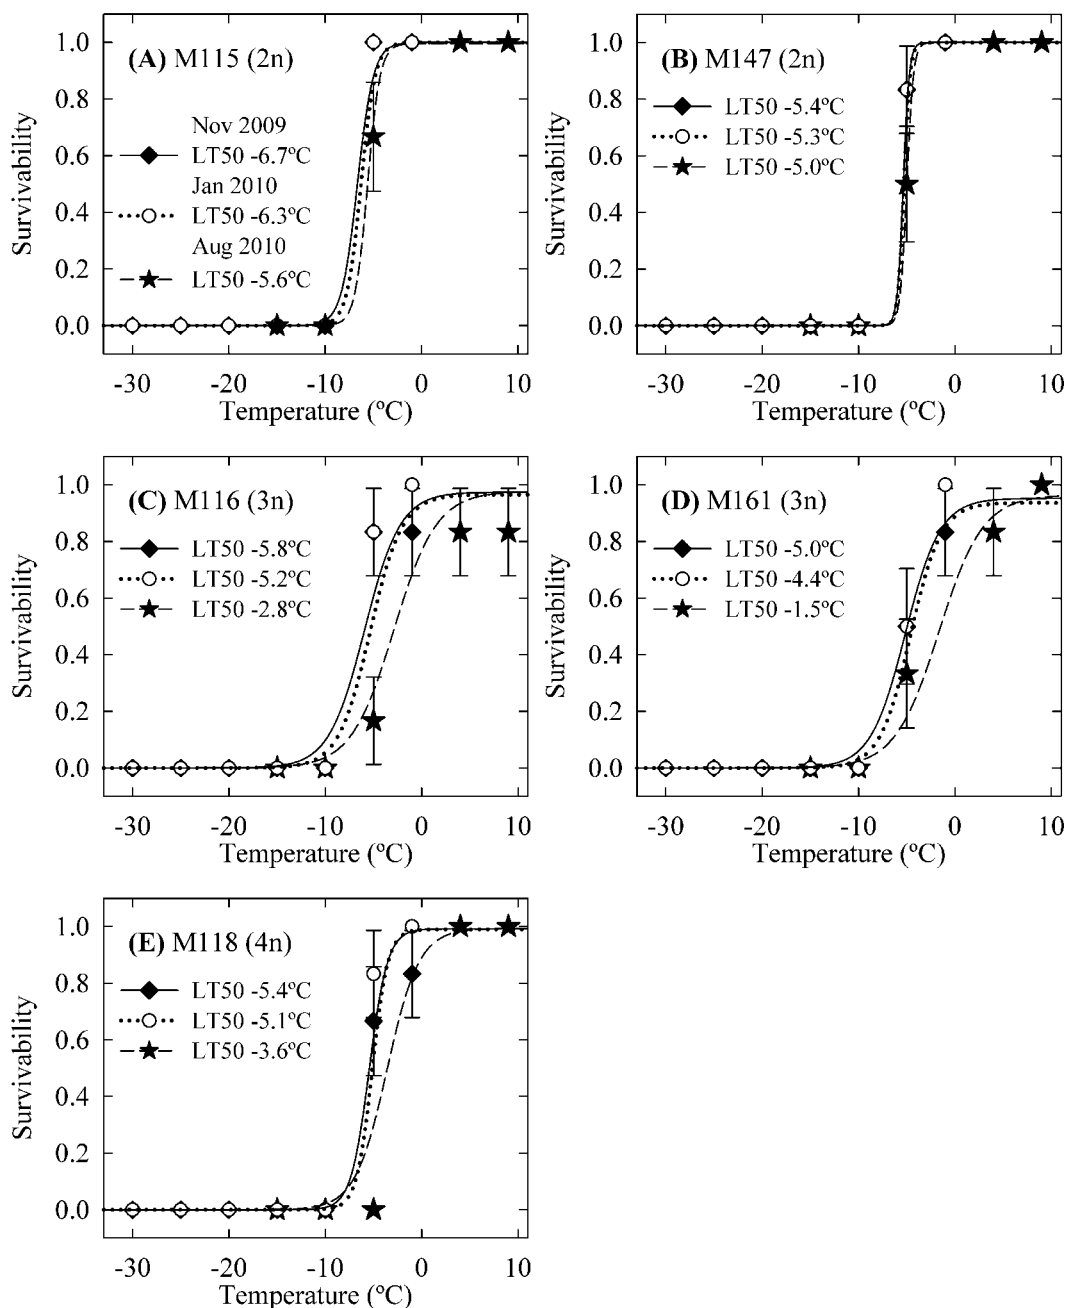 (A) M115 (2n)
Nov 2009
LT50 -6.7ºC
Jan 2010
LT50 -6.3ºC
Aug 2010
LT50 -5.6ºC
1.0
0.8
0.6
0.4
0.2
0.0
Survivability
-30 -20 -10 0 10
Temperature (ºC)
(B) M147 (2n)
LT50 -5.4ºC
LT50 -5.3ºC
LT50 -5.0ºC
1.0
0.8
0.6
0.4
0.2
0.0
Survivability
-30 -20 -10 0 10
Temperature (ºC)
(C) M116 (3n)
LT50 -5.8ºC
LT50 -5.2ºC
LT50 -2.8ºC
1.0
0.8
0.6
0.4
0.2
0.0
Survivability
-30 -20 -10 0 10
Temperature (ºC)
(D) M161 (3n)
LT50 -5.0ºC
LT50 -4.4ºC
LT50 -1.5ºC
1.0
0.8
0.6
0.4
0.2
0.0
Survivability
-30 -20 -10 0 10
Temperature (ºC)
(E) M118 (4n)
LT50 -5.4ºC
LT50 -5.1ºC
LT50 -3.6ºC
1.0
0.8
0.6
0.4
0.2
0.0
Survivability
-30 -20 -10 0 10
Temperature (ºC)